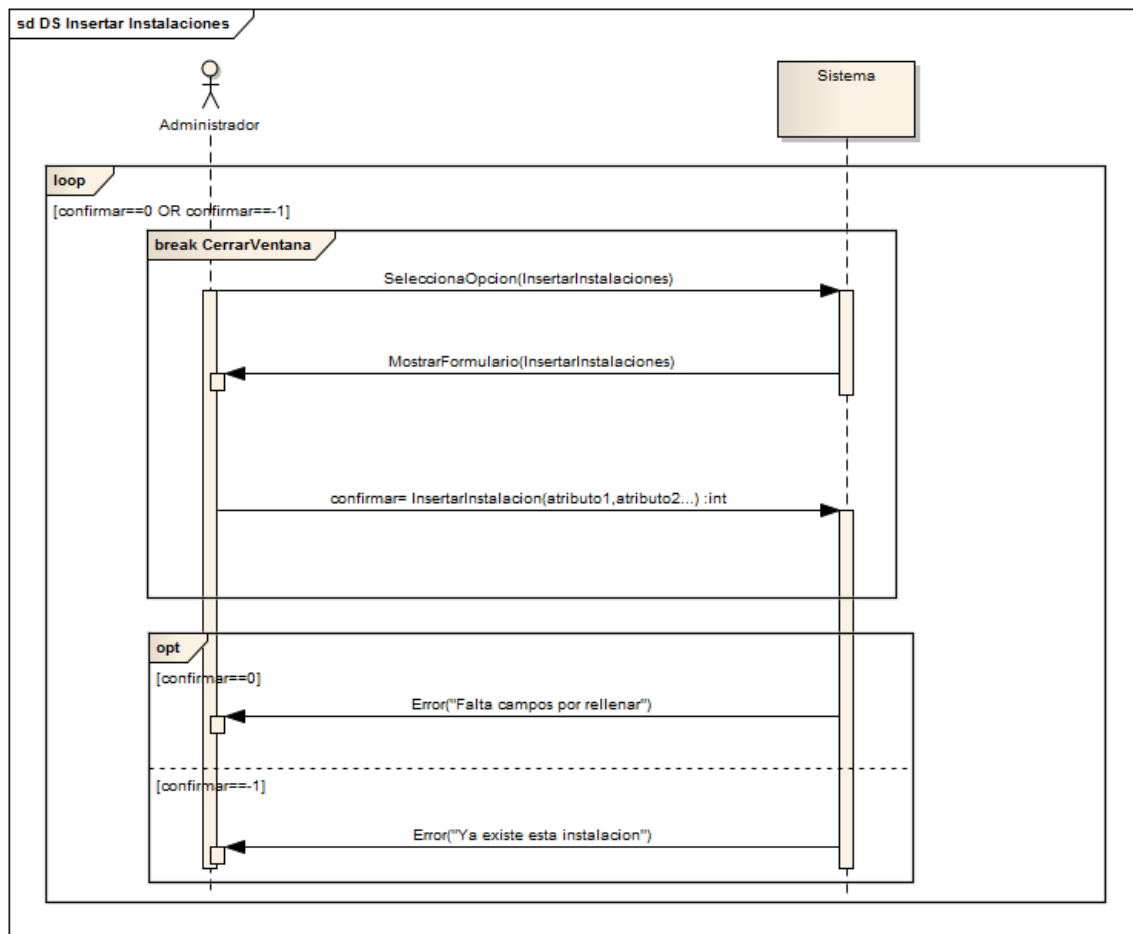 sd DS Insertar Instalaciones
Administrador
Sistema
loop
[confirmar==0 OR confirmar==-1]
break CerrarVentana
SeleccionaOpcion(InsertarInstalaciones)
MostrarFormulario(InsertarInstalaciones)
confirmar= InsertarInstalacion(atributo1,atributo2...) :int
opt
[confirmar==0]
Error("Falta campos por rellenar")
[confirmar==-1]
Error("Ya existe esta instalacion")